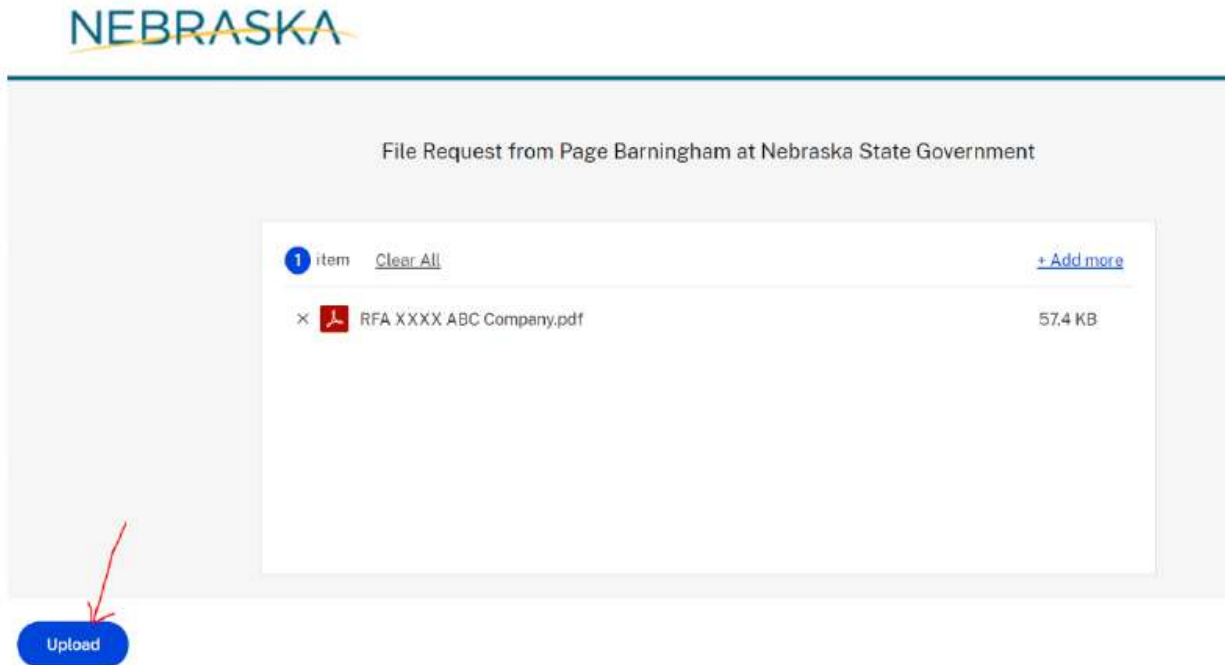 NEBRASKA
File Request from Page Barningham at Nebraska State Government
1 item Clear All + Add more
× RFA XXXX ABC Company.pdf 57.4 KB
Upload